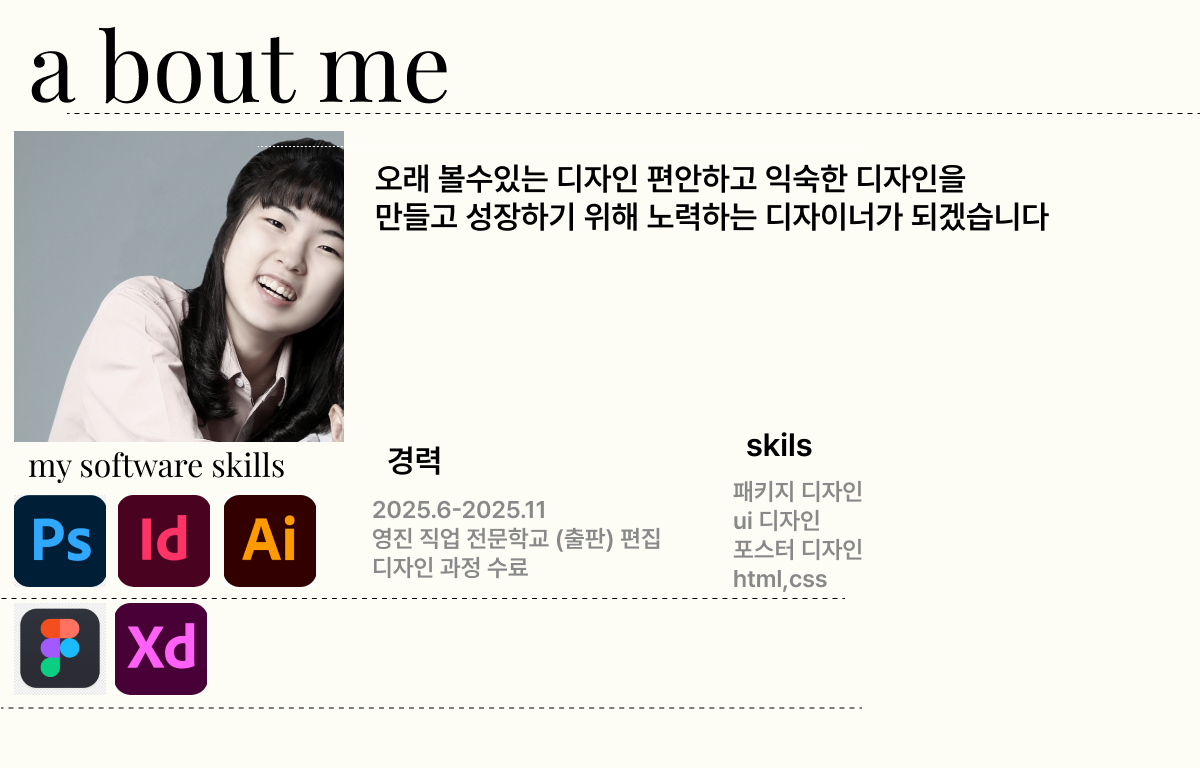 a bout me
오래 볼수있는 디자인 편안하고 익숙한 디자인을
만들고 성장하기 위해 노력하는 디자이너가 되겠습니다
my software skills
Ps Id Ai
Xd
경력
2025.6-2025.11
영진 직업 전문학교 (출판) 편집
디자인 과정 수료
skils
패키지 디자인
ui 디자인
포스터 디자인
html,css